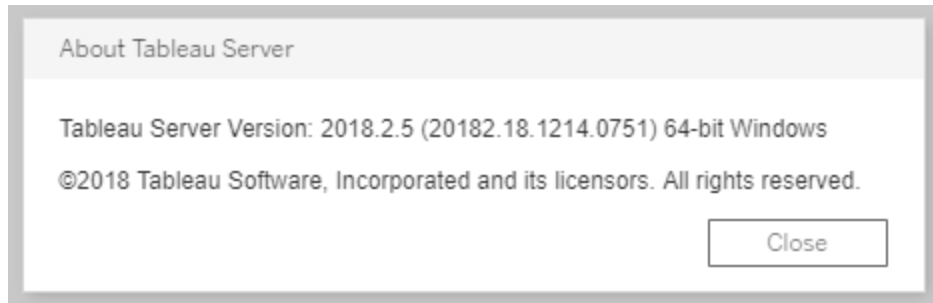 About Tableau Server
Tableau Server Version: 2018.2.5 (20182.18.1214.0751) 64-bit Windows
©2018 Tableau Software, Incorporated and its licensors. All rights reserved.
Close